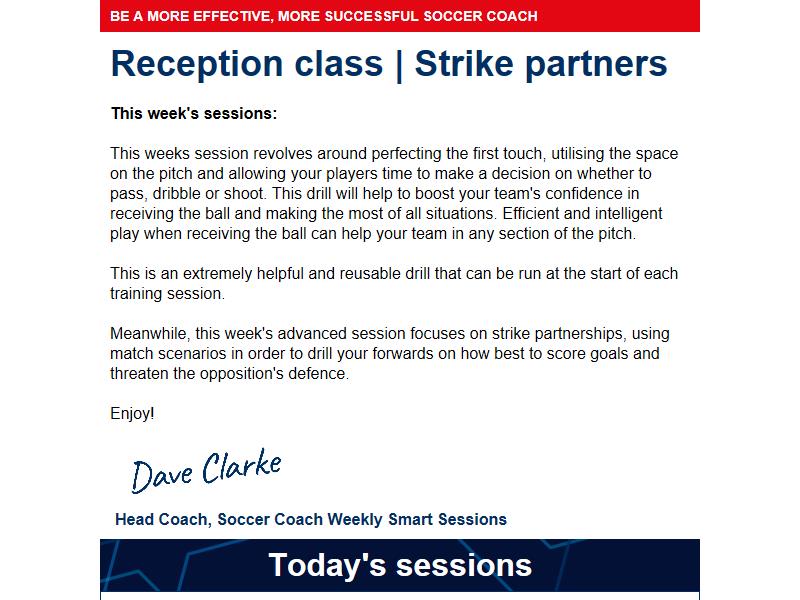 BE A MORE EFFECTIVE, MORE SUCCESSFUL SOCCER COACH
Reception class | Strike partners
This week's sessions:
This weeks session revolves around perfecting the first touch, utilising the space
on the pitch and allowing your players time to make a decision on whether to
pass, dribble or shoot. This drill will help to boost your team's confidence in
receiving the ball and making the most of all situations. Efficient and intelligent
play when receiving the ball can help your team in any section of the pitch.
This is an extremely helpful and reusable drill that can be run at the start of each
training session.
Meanwhile, this week's advanced session focuses on strike partnerships, using
match scenarios in order to drill your forwards on how best to score goals and
threaten the opposition's defence.
Enjoy!
Dave Clarke
Head Coach, Soccer Coach Weekly Smart Sessions
Today's sessions